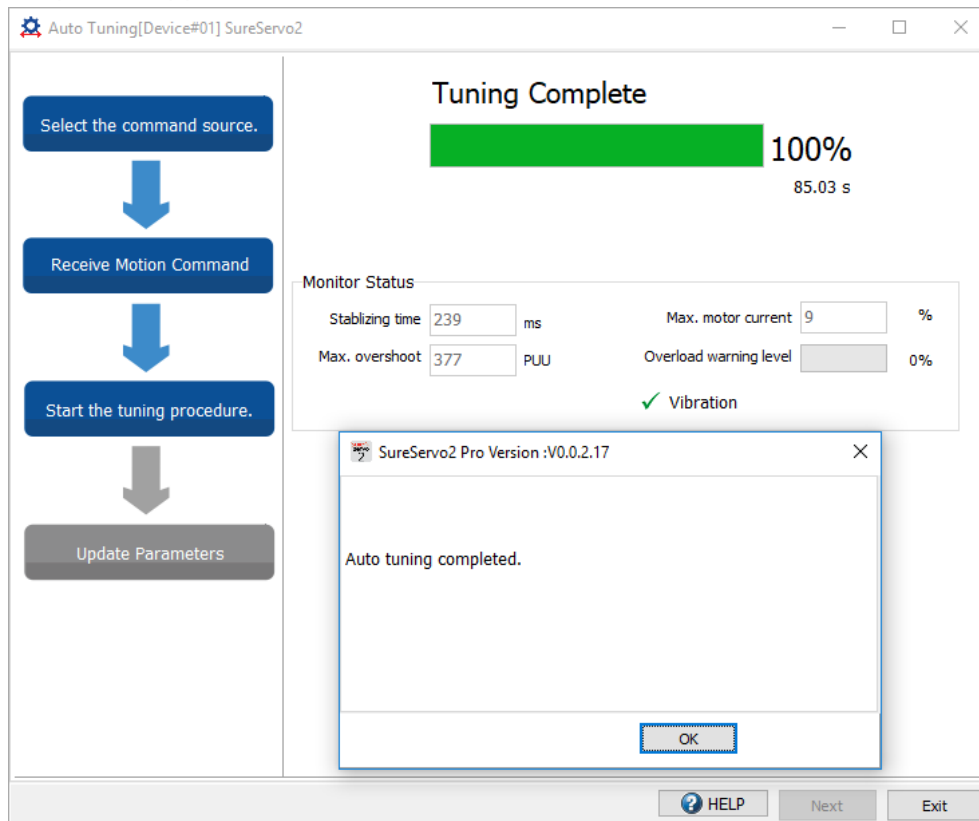 Auto Tuning[Device#01] SureServo2
Select the command source.
Receive Motion Command
Start the tuning procedure.
Update Parameters
Tuning Complete
100%
85.03 s
Monitor Status
Stablizing time 239 ms
Max. motor current 9 %
Max. overshoot 377 PUU
Overload warning level 0%
Vibration
SureServo2 Pro Version :V0.0.2.17
Auto tuning completed.
OK
HELP
Next
Exit